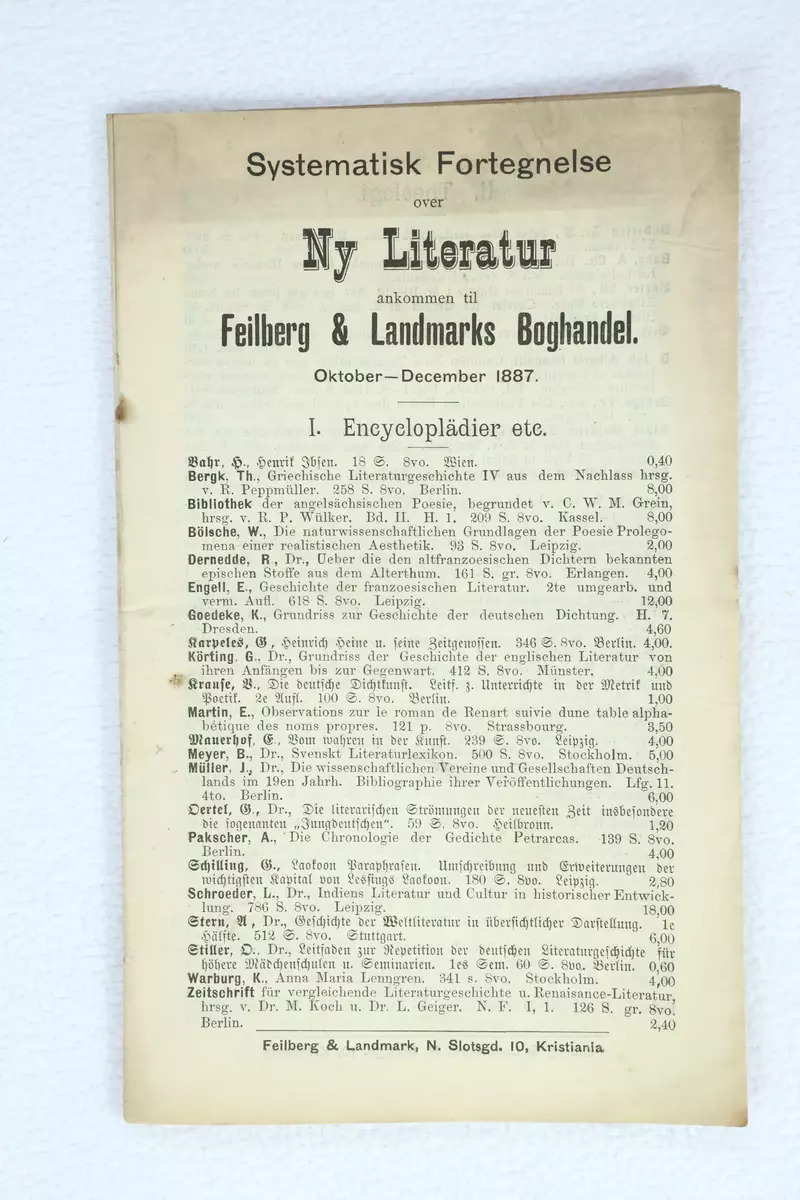 Systematisk Fortegnelse
over
Ny Literatur
ankommen til
Feilberg & Landmarks Boghandel.
Oktober—December 1887.
I. Encyclopädier etc.
Bahr, H., Henrik Ibsen. 18 S. 8vo. Wien. 0,40
Bergk, Th., Griechische Literaturgeschichte IV aus dem Nachlass hrsg.
v. R. Peppmüller. 258 S. 8vo. Berlin. 8,00
Bibliothek der angelsächsischen Poesie, begrundet v. C. W. M. Grein,
hrsg. v. R. P. Wülker. Bd. II. H. 1. 209 S. 8vo. Kassel. 8,00
Bölsche, W., Die naturwissenschaftlichen Grundlagen der Poesie Prolego-
mena einer realistischen Aesthetik. 93 S. 8vo. Leipzig. 2,00
Dernedde, R, Dr., Ueber die den altfranzoesischen Dichtern bekannten
epischen Stoffe aus dem Alterthum. 161 S. gr. 8vo. Erlangen. 4,00
Engell, E., Geschichte der franzoesischen Literatur. 2te umgearb. und
verm. Aufl. 618 S. 8vo. Leipzig. 12,00
Goedeke, K., Grundriss zur Geschichte der deutschen Dichtung. H. 7.
Dresden. 4,60
Karpeles, G, Heinrich Heine u. seine Zeitgenossen. 346 S. 8vo. Berlin. 4,00.
Körting, G., Dr., Grundriss der Geschichte der englischen Literatur von
ihren Anfängen bis zur Gegenwart. 412 S. 8vo. Münster. 4,00
Krause, B., Die deutsche Dichtkunst. Leitf. z. Unterrichte in der Metrik und
Poetik. 2e Aufl. 100 S. 8vo. Berlin. 1,00
Martin, E., Observations zur le roman de Renart suivie dune table alpha-
bétique des noms propres. 121 p. 8vo. Strassbourg. 3,50
Mauerhof, E., Vom wahren in der Kunst. 239 S. 8vo. Leipzig. 4,00
Meyer, B., Dr., Svenskt Literaturlexikon. 500 S. 8vo. Stockholm. 5,00
Müller, J., Dr., Die wissenschaftlichen Vereine und Gesellschaften Deutsch-
lands im 19en Jahrh. Bibliographie ihrer Veröffentlichungen. Lfg. 11.
4to. Berlin. 6,00
Oertel, G., Dr., Die literarischen Strömungen der neuesten Zeit insbesondere
die sogenanten „Jungdeutschen". 59 S. 8vo. Heilbronn. 1,20
Pakscher, A., Die Chronologie der Gedichte Petrarcas. 139 S. 8vo.
Berlin. 4,00
Schilling, G., Laokoon Paraphrasen. Umschreibung und Erweiterungen der
wichtigsten Kapital von Lessings Laokoon. 180 S. 8vo. Leipzig. 2,80
Schroeder, L., Dr., Indiens Literatur und Cultur in historischer Entwick-
lung. 786 S. 8vo. Leipzig. 18,00
Stern, A, Dr., Geschichte der Weltliteratur in übersichtlicher Darstellung. 1e
Hälfte. 512 S. 8vo. Stuttgart. 6,00
Stiller, O., Dr., Leitfaden zur Repetition der deutschen Literaturgeschichte für
höhere Mädchenschulen u. Seminarien. 1es Sem. 60 S. 8vo. Berlin. 0,60
Warburg, K., Anna Maria Lenngren. 341 s. 8vo. Stockholm. 4,00
Zeitschrift für vergleichende Literaturgeschichte u. Renaisance-Literatur,
hrsg. v. Dr. M. Koch u. Dr. L. Geiger. N. F. I, 1. 126 S. gr. 8vo.
Berlin. 2,40
Feilberg & Landmark, N. Slotsgd. 10, Kristiania